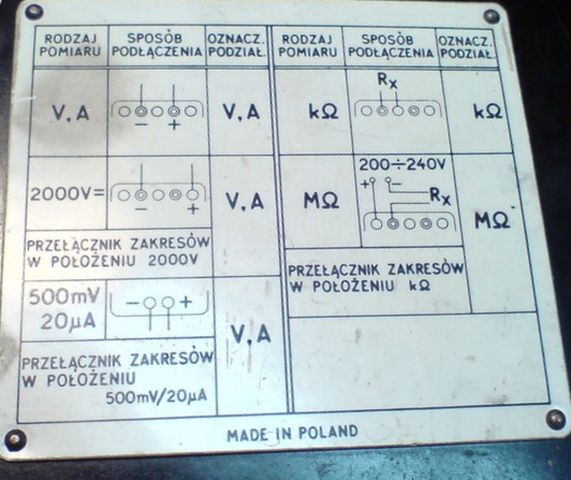 RODZAJ POMIARU
SPOSÓB PODŁĄCZENIA
OZNACZ. PODZIAŁ.
V, A
− +
V, A
2000V=
− +
V, A
PRZEŁĄCZNIK ZAKRESÓW
W POŁOŻENIU 2000V
500mV
20µA
− +
V, A
PRZEŁĄCZNIK ZAKRESÓW
W POŁOŻENIU
500mV/20µA
RODZAJ POMIARU
SPOSÓB PODŁĄCZENIA
OZNACZ. PODZIAŁ.
kΩ
Rx
kΩ
MΩ
200÷240V
+ −
Rx
MΩ
PRZEŁĄCZNIK ZAKRESÓW
W POŁOŻENIU kΩ
MADE IN POLAND